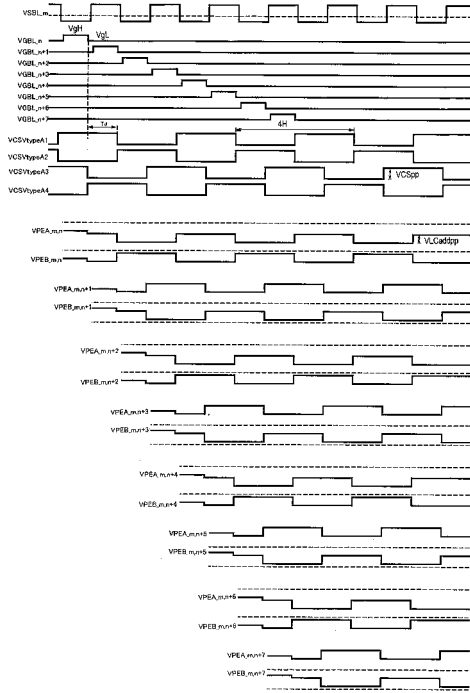 VSBL_m
VgH
VgL
VGBL_n
VGBL_n+1
VGBL_n+2
VGBL_n+3
VGBL_n+4
VGBL_n+5
VGBL_n+6
VGBL_n+7
Td
4H
VCSVtypeA1
VCSVtypeA2
VCSVtypeA3
VCSpp
VCSVtypeA4
VPEA_m,n
VLCaddpp
VPEB_m,n
VPEA_m,n+1
VPEB_m,n+1
VPEA_m,n+2
VPEB_m,n+2
VPEA_m,n+3
VPEB_m,n+3
VPEA_m,n+4
VPEB_m,n+4
VPEA_m,n+5
VPEB_m,n+5
VPEA_m,n+6
VPEB_m,n+6
VPEA_m,n+7
VPEB_m,n+7